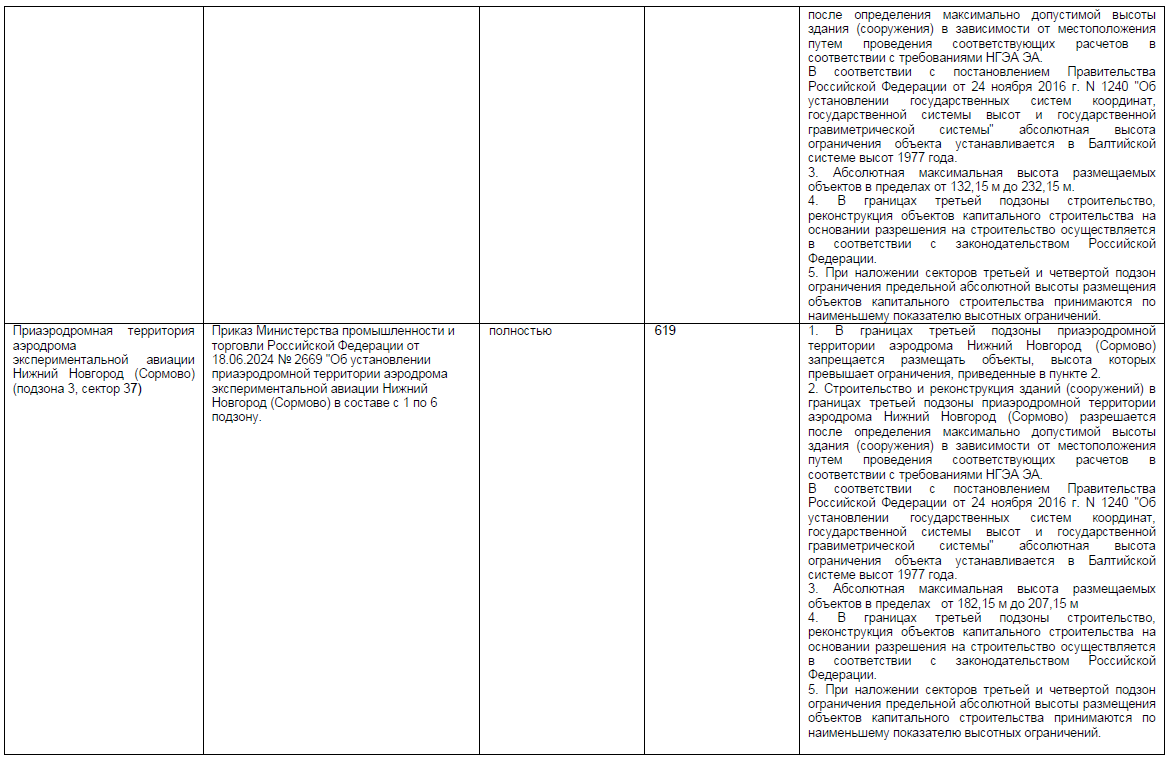 после определения максимально допустимой высоты
здания (сооружения) в зависимости от местоположения
путем проведения соответствующих расчетов в
соответствии с требованиями НГЭА ЭА.
В соответствии с постановлением Правительства
Российской Федерации от 24 ноября 2016 г. N 1240 "Об
установлении государственных систем координат,
государственной системы высот и государственной
гравиметрической системы" абсолютная высота
ограничения объекта устанавливается в Балтийской
системе высот 1977 года.
3. Абсолютная максимальная высота размещаемых
объектов в пределах от 132,15 м до 232,15 м.
4. В границах третьей подзоны строительство,
реконструкция объектов капитального строительства на
основании разрешения на строительство осуществляется
в соответствии с законодательством Российской
Федерации.
5. При наложении секторов третьей и четвертой подзон
ограничения предельной абсолютной высоты размещения
объектов капитального строительства принимаются по
наименьшему показателю высотных ограничений.
Приаэродромная территория
аэродрома
экспериментальной авиации
Нижний Новгород (Сормово)
(подзона 3, сектор 37)
Приказ Министерства промышленности и
торговли Российской Федерации от
18.06.2024 № 2669 "Об установлении
приаэродромной территории аэродрома
экспериментальной авиации Нижний
Новгород (Сормово) в составе с 1 по 6
подзону.
полностью
619
1. В границах третьей подзоны приаэродромной
территории аэродрома Нижний Новгород (Сормово)
запрещается размещать объекты, высота которых
превышает ограничения, приведенные в пункте 2.
2. Строительство и реконструкция зданий (сооружений) в
границах третьей подзоны приаэродромной территории
аэродрома Нижний Новгород (Сормово) разрешается
после определения максимально допустимой высоты
здания (сооружения) в зависимости от местоположения
путем проведения соответствующих расчетов в
соответствии с требованиями НГЭА ЭА.
В соответствии с постановлением Правительства
Российской Федерации от 24 ноября 2016 г. N 1240 "Об
установлении государственных систем координат,
государственной системы высот и государственной
гравиметрической системы" абсолютная высота
ограничения объекта устанавливается в Балтийской
системе высот 1977 года.
3. Абсолютная максимальная высота размещаемых
объектов в пределах от 182,15 м до 207,15 м
4. В границах третьей подзоны строительство,
реконструкция объектов капитального строительства на
основании разрешения на строительство осуществляется
в соответствии с законодательством Российской
Федерации.
5. При наложении секторов третьей и четвертой подзон
ограничения предельной абсолютной высоты размещения
объектов капитального строительства принимаются по
наименьшему показателю высотных ограничений.